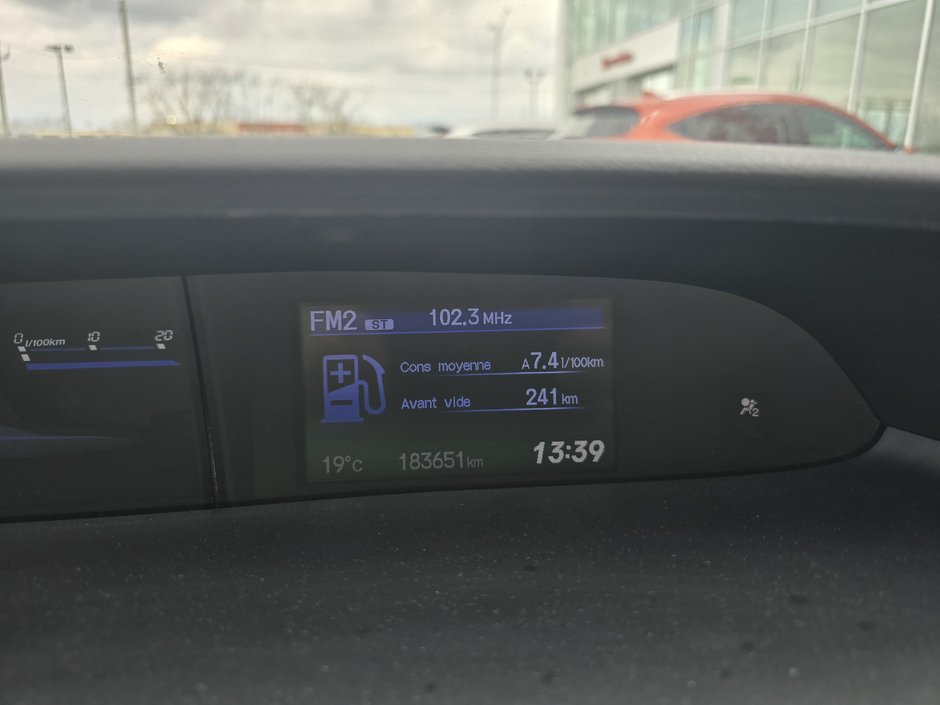 0 l/100km 10 20
FM2 ST 102.3 MHz
Cons moyenne A7.4 l/100km
Avant vide 241 km
19°C 183651 km 13:39
2